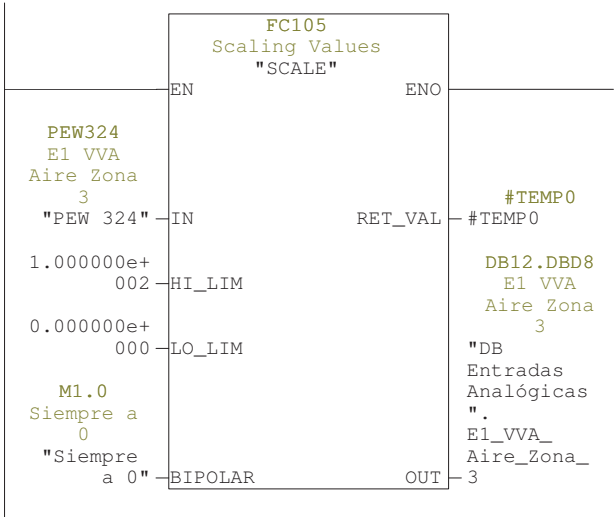 FC105
Scaling Values
"SCALE"
EN ENO
PEW324
E1 VVA
Aire Zona
3
"PEW 324" IN
#TEMP0
RET_VAL #TEMP0
1.000000e+
002 HI_LIM
0.000000e+
000 LO_LIM
M1.0
Siempre a
0
"Siempre
a 0" BIPOLAR
DB12.DBD8
E1 VVA
Aire Zona
3
"DB
Entradas
Analógicas
".
E1_VVA_
Aire_Zona_
OUT 3